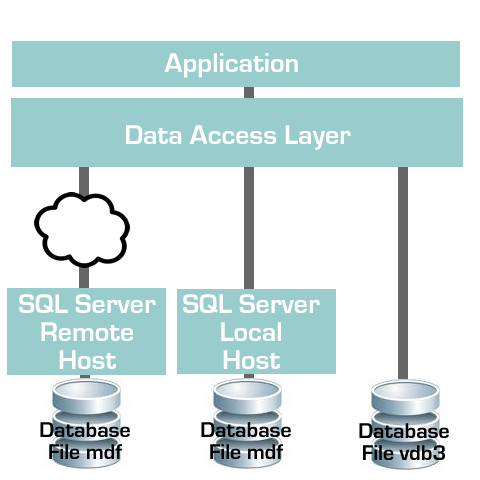 Application
Data Access Layer
SQL Server
Remote
Host
SQL Server
Local
Host
Database
File mdf
Database
File mdf
Database
File vdb3